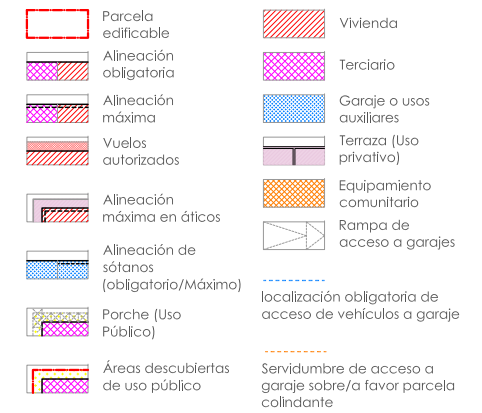 Parcela
edificable
Alineación
obligatoria
Alineación
máxima
Vuelos
autorizados
Alineación
máxima en áticos
Alineación de
sótanos
(obligatorio/Máximo)
Porche (Uso
Público)
Áreas descubiertas
de uso público
Vivienda
Terciario
Garaje o usos
auxiliares
Terraza (Uso
privativo)
Equipamiento
comunitario
Rampa de
acceso a garajes
localización obligatoria de
acceso de vehículos a garaje
Servidumbre de acceso a
garaje sobre/a favor parcela
colindante